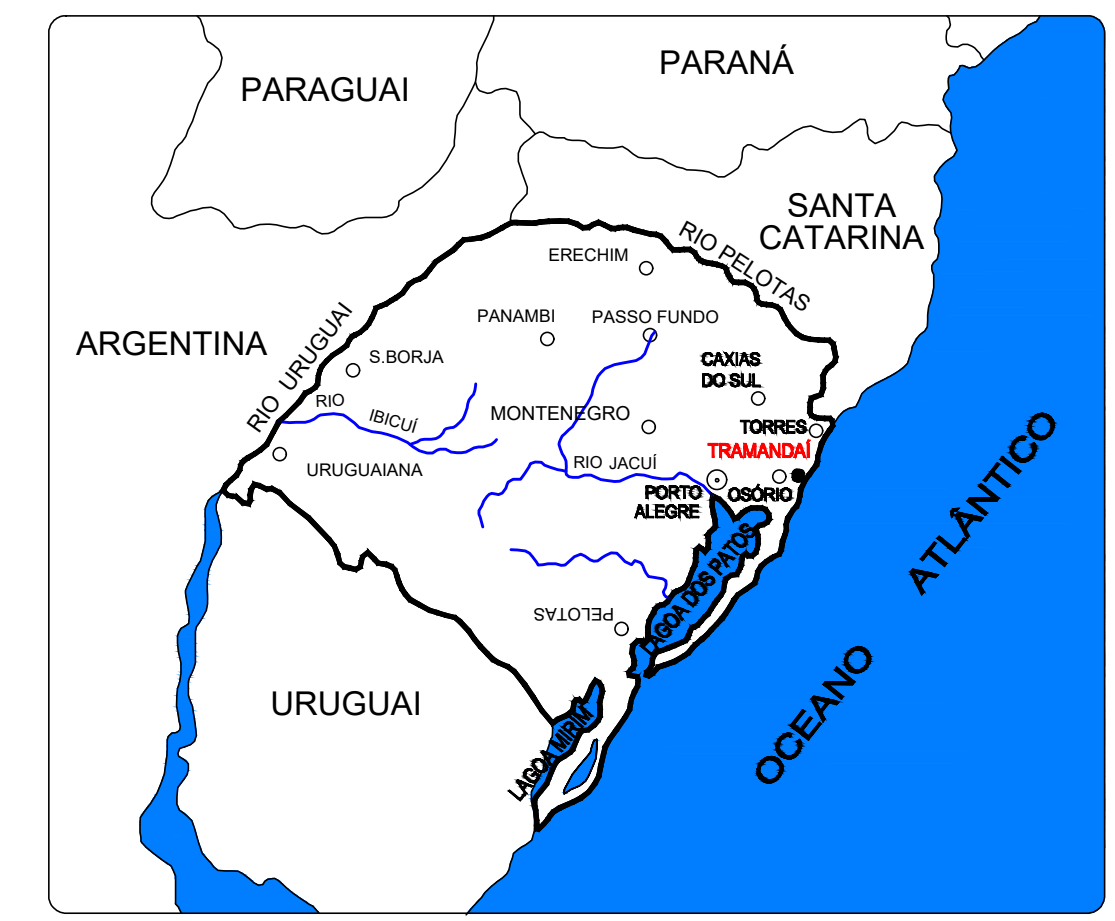 PARAGUAI
PARANÁ
SANTA
CATARINA
RIO PELOTAS
ERECHIM
PANAMBI
PASSO FUNDO
ARGENTINA
RIO URUGUAI
S.BORJA
CAXIAS
DO SUL
RIO
IBICUÍ
MONTENEGRO
TORRES
TRAMANDAÍ
URUGUAIANA
RIO JACUÍ
PORTO
ALEGRE
OSÓRIO
LAGOA DOS PATOS
PELOTAS
URUGUAI
LAGOA MIRIM
OCEANO
ATLÂNTICO